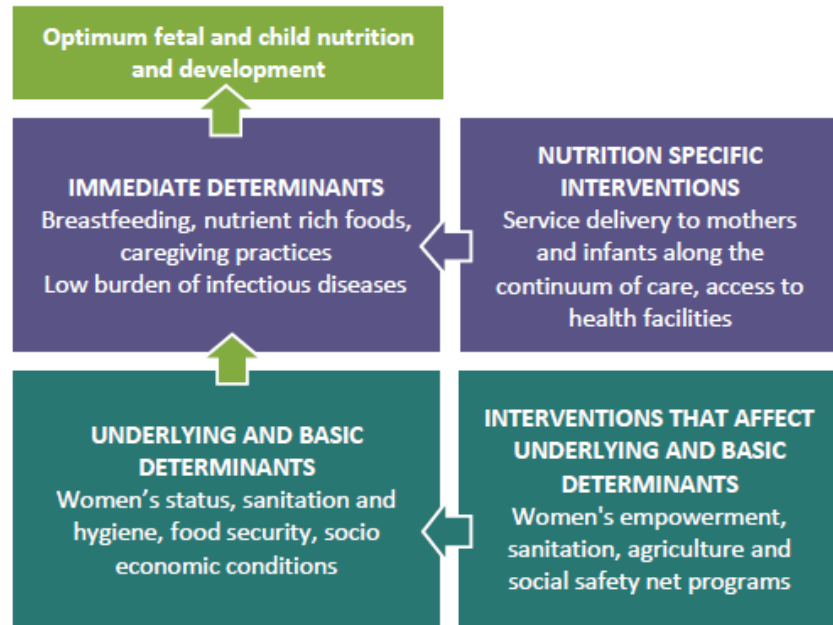 Optimum fetal and child nutrition
and development
IMMEDIATE DETERMINANTS
Breastfeeding, nutrient rich foods,
caregiving practices
Low burden of infectious diseases
NUTRITION SPECIFIC
INTERVENTIONS
Service delivery to mothers
and infants along the
continuum of care, access to
health facilities
UNDERLYING AND BASIC
DETERMINANTS
Women’s status, sanitation and
hygiene, food security, socio
economic conditions
INTERVENTIONS THAT AFFECT
UNDERLYING AND BASIC
DETERMINANTS
Women's empowerment,
sanitation, agriculture and
social safety net programs